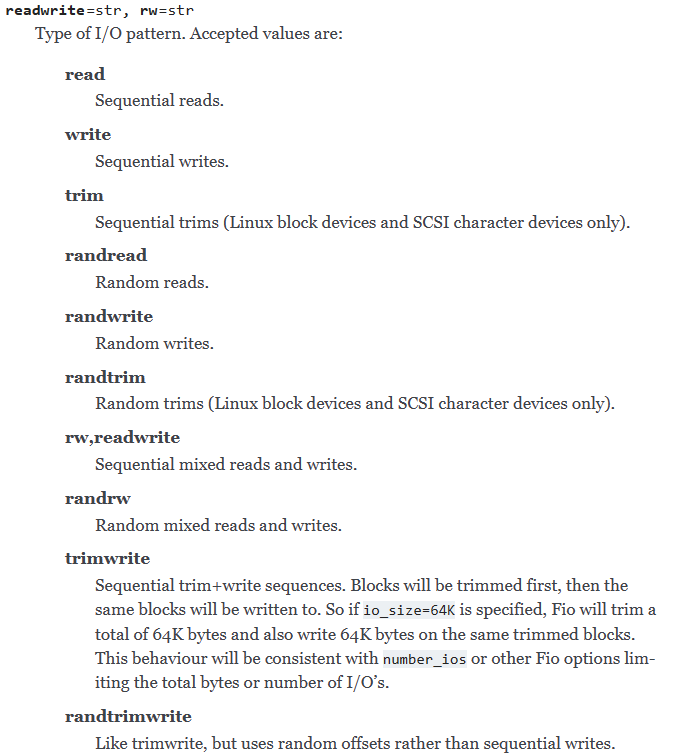 readwrite=str, rw=str
Type of I/O pattern. Accepted values are:
read
Sequential reads.
write
Sequential writes.
trim
Sequential trims (Linux block devices and SCSI character devices only).
randread
Random reads.
randwrite
Random writes.
randtrim
Random trims (Linux block devices and SCSI character devices only).
rw,readwrite
Sequential mixed reads and writes.
randrw
Random mixed reads and writes.
trimwrite
Sequential trim+write sequences. Blocks will be trimmed first, then the
same blocks will be written to. So if io_size=64K is specified, Fio will trim a
total of 64K bytes and also write 64K bytes on the same trimmed blocks.
This behaviour will be consistent with number_ios or other Fio options lim-
iting the total bytes or number of I/O’s.
randtrimwrite
Like trimwrite, but uses random offsets rather than sequential writes.